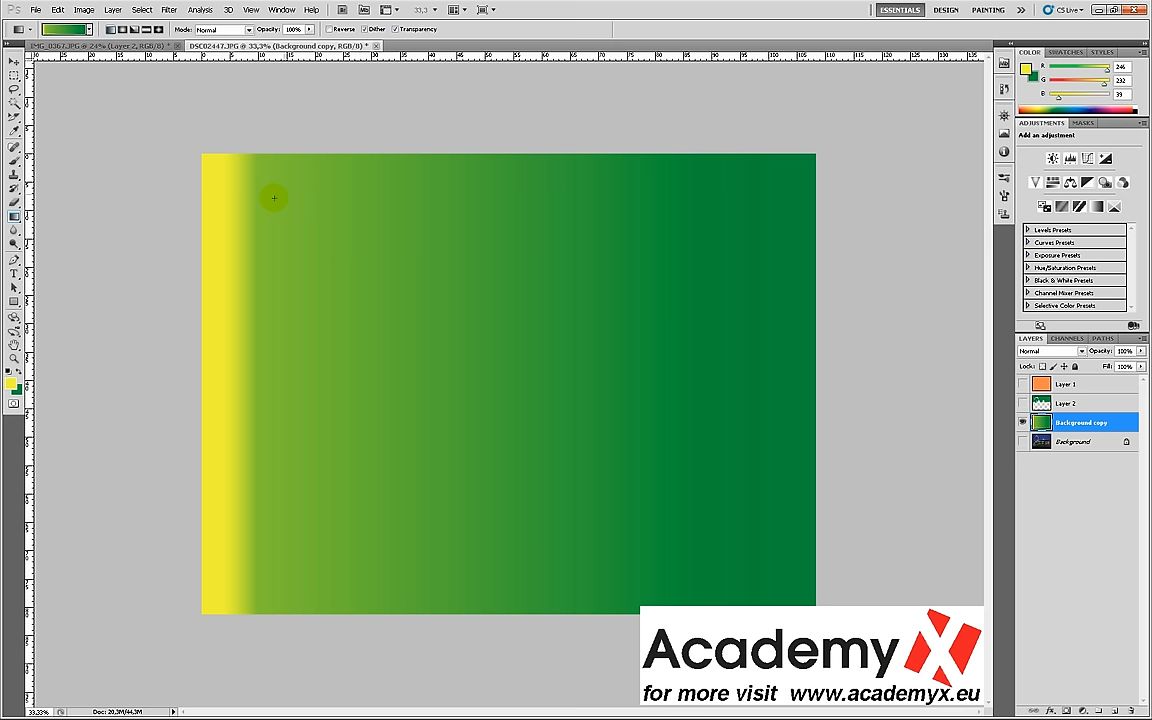 Ps File Edit Image Layer Select Filter Analysis 3D View Window Help 33,3 ESSENTIALS DESIGN PAINTING CS Live
Mode: Normal Opacity: 100% Reverse Dither Transparency
IMG_0367.JPG @ 24% (Layer 2, RGB/8) * DSC02447.JPG @ 33,3% (Background copy, RGB/8) *
COLOR SWATCHES STYLES
R 246
G 232
B 39
ADJUSTMENTS MASKS
Add an adjustment
Levels Presets
Curves Presets
Exposure Presets
Hue/Saturation Presets
Black & White Presets
Channel Mixer Presets
Selective Color Presets
LAYERS CHANNELS PATHS
Normal Opacity: 100%
Lock: Fill: 100%
Layer 1
Layer 2
Background copy
Background
AcademyX
for more visit www.academyx.eu
33,33% Doc: 20,3M/44,3M